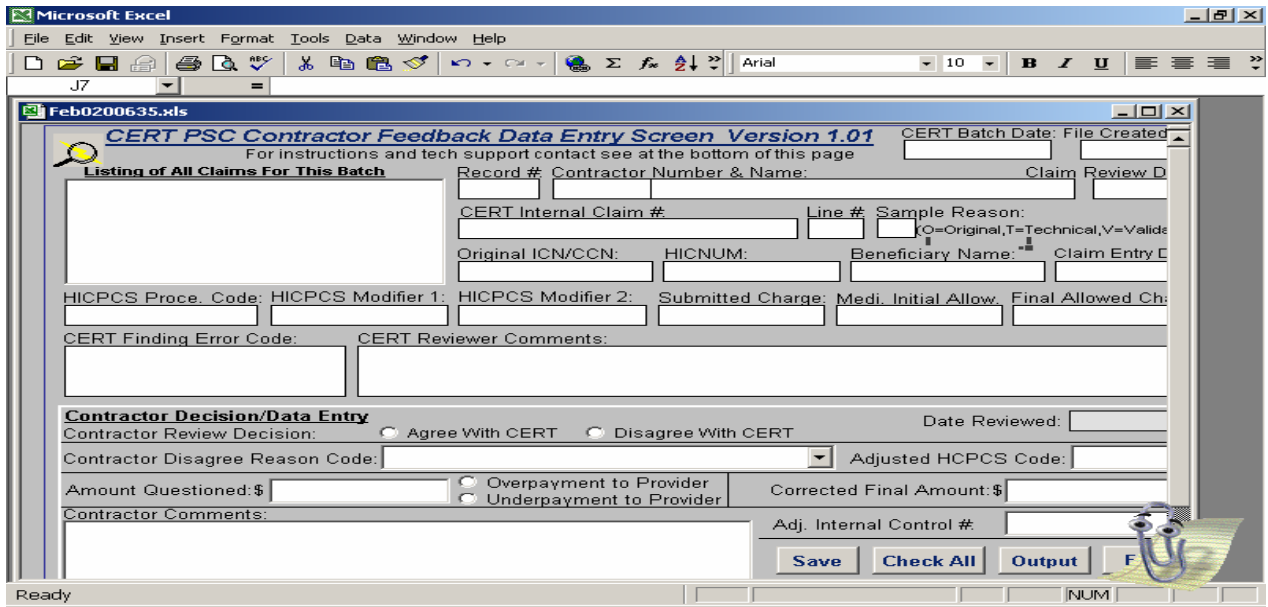 Microsoft Excel
File Edit View Insert Format Tools Data Window Help
Arial 10 B I U
J7 =
Feb0200635.xls
CERT PSC Contractor Feedback Data Entry Screen Version 1.01 CERT Batch Date: File Created
For instructions and tech support contact see at the bottom of this page
Listing of All Claims For This Batch Record #: Contractor Number & Name: Claim Review D
CERT Internal Claim #: Line #: Sample Reason:
(O=Original,T=Technical,V=Valida
Original ICN/CCN: HICNUM: Beneficiary Name: Claim Entry D
HICPCS Proce. Code: HICPCS Modifier 1: HICPCS Modifier 2: Submitted Charge: Medi. Initial Allow. Final Allowed Ch
CERT Finding Error Code: CERT Reviewer Comments:
Contractor Decision/Data Entry Date Reviewed:
Contractor Review Decision: Agree With CERT Disagree With CERT
Contractor Disagree Reason Code: Adjusted HCPCS Code:
Amount Questioned:$ Overpayment to Provider Corrected Final Amount:$
Underpayment to Provider
Contractor Comments: Adj. Internal Control #:
Save Check All Output F
Ready NUM